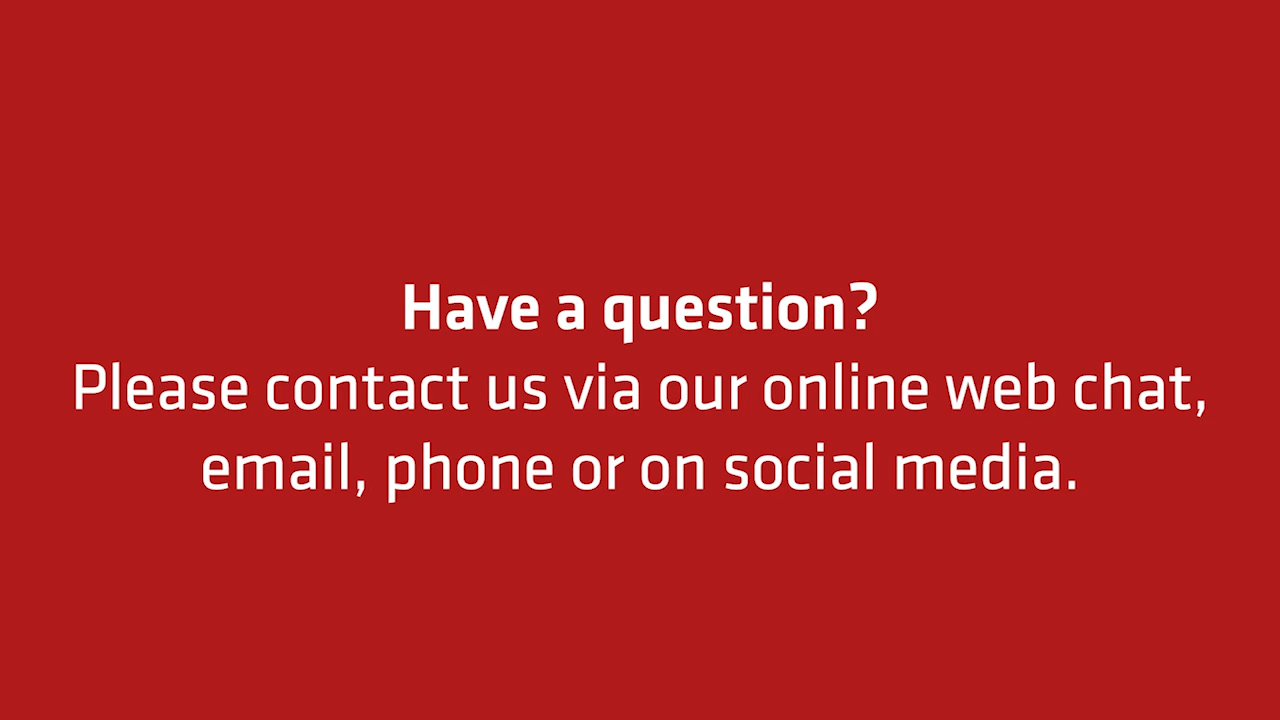 Have a question?
Please contact us via our online web chat,
email, phone or on social media.